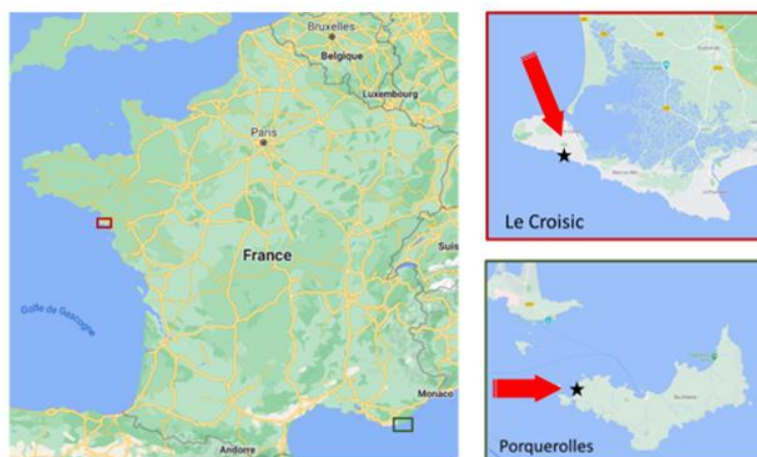 Bruxelles
Belgique
Luxembourg
Paris
France
Suis
Golfe de Gascogne
Monaco
Andorre
Le Croisic
Porquerolles